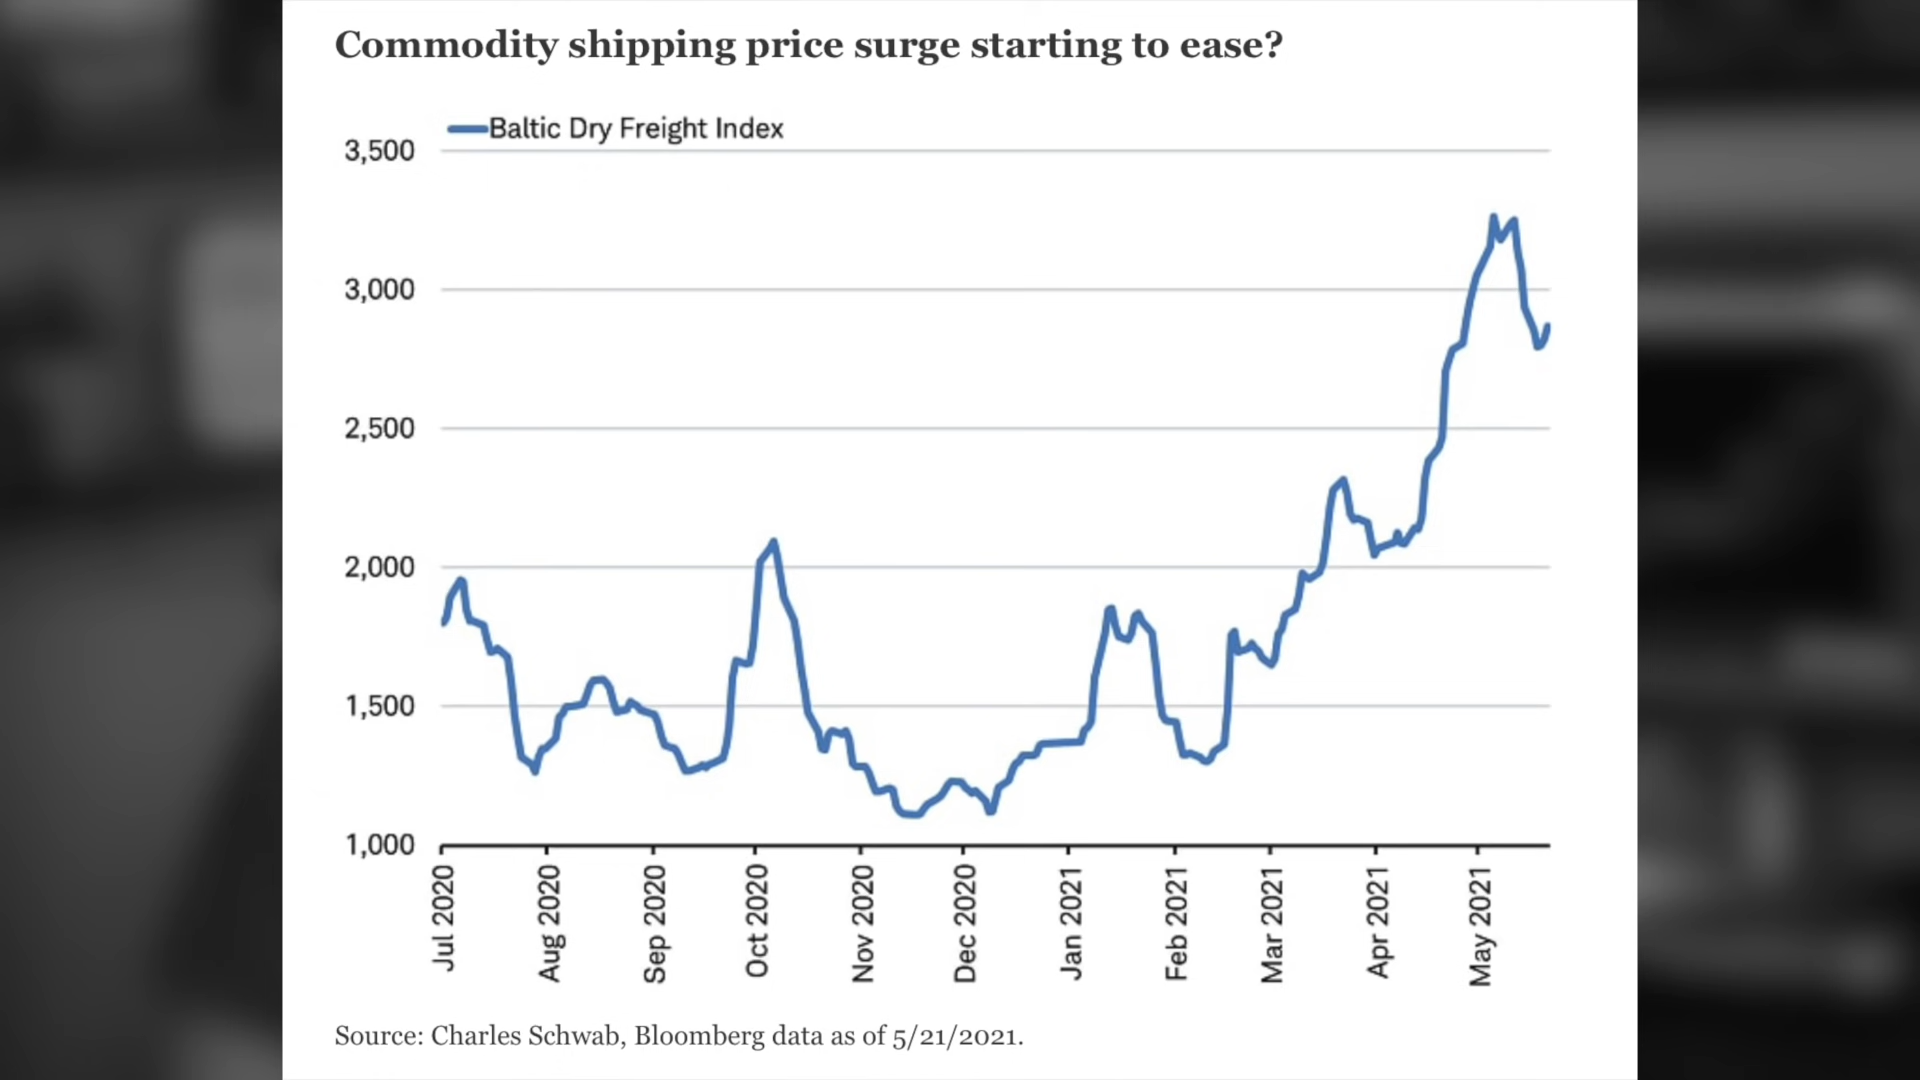 Commodity shipping price surge starting to ease?
Baltic Dry Freight Index
3,500
3,000
2,500
2,000
1,500
1,000
Jul 2020
Aug 2020
Sep 2020
Oct 2020
Nov 2020
Dec 2020
Jan 2021
Feb 2021
Mar 2021
Apr 2021
May 2021
Source: Charles Schwab, Bloomberg data as of 5/21/2021.